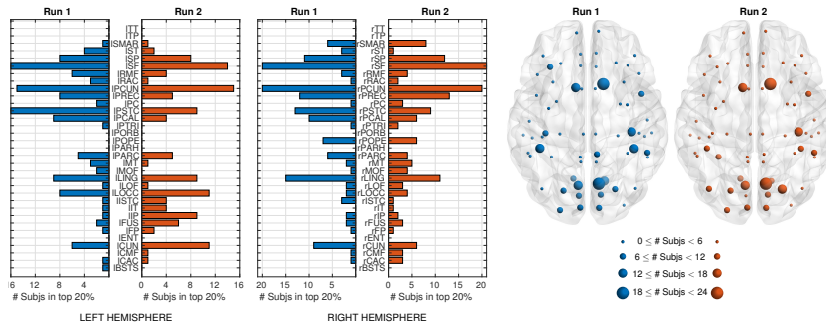 Run 1 Run 2 Run 1 Run 2 Run 1 Run 2
lTT rTT
lTP rTP
lSMAR rSMAR
lST rST
lSP rSP
lSF rSF
lRMF rRMF
lRAC rRAC
lPCUN rPCUN
lPREC rPREC
lPC rPC
lPSTC rPSTC
lPCAL rPCAL
lPTRI rPTRI
lPORB rPORB
lPOPE rPOPE
lPARH rPARH
lPARC rPARC
lMT rMT
lMOF rMOF
lLING rLING
lLOF rLOF
lLOCC rLOCC
lISTC rISTC
lIT rIT
lIP rIP
lFUS rFUS
lFP rFP
lENT rENT
lCUN rCUN
lCMF rCMF
lCAC rCAC
lBSTS rBSTS
16 12 8 4 4 8 12 16 20 15 10 5 5 10 15 20
# Subjs in top 20% # Subjs in top 20% # Subjs in top 20% # Subjs in top 20%
LEFT HEMISPHERE RIGHT HEMISPHERE
0 ≤ # Subjs < 6
6 ≤ # Subjs < 12
12 ≤ # Subjs < 18
18 ≤ # Subjs < 24